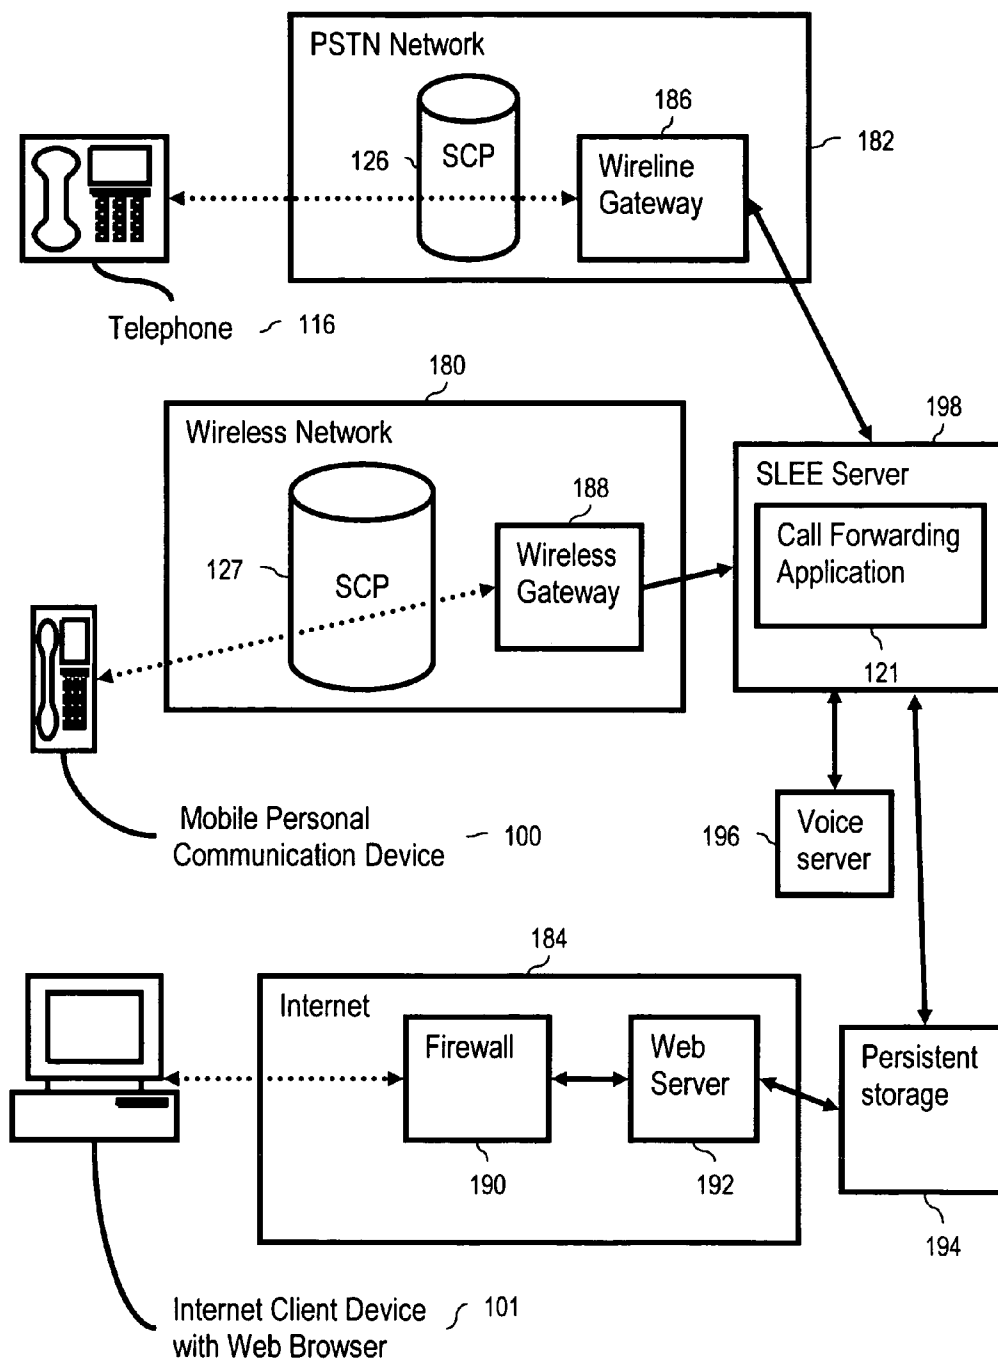 PSTN Network
SCP
126
186
Wireline
Gateway
182
Telephone
116
180
Wireless Network
127
SCP
188
Wireless
Gateway
198
SLEE Server
Call Forwarding
Application
121
Mobile Personal
Communication Device
100
196
Voice
server
184
Internet
Firewall
190
Web
Server
192
Persistent
storage
194
Internet Client Device
with Web Browser
101